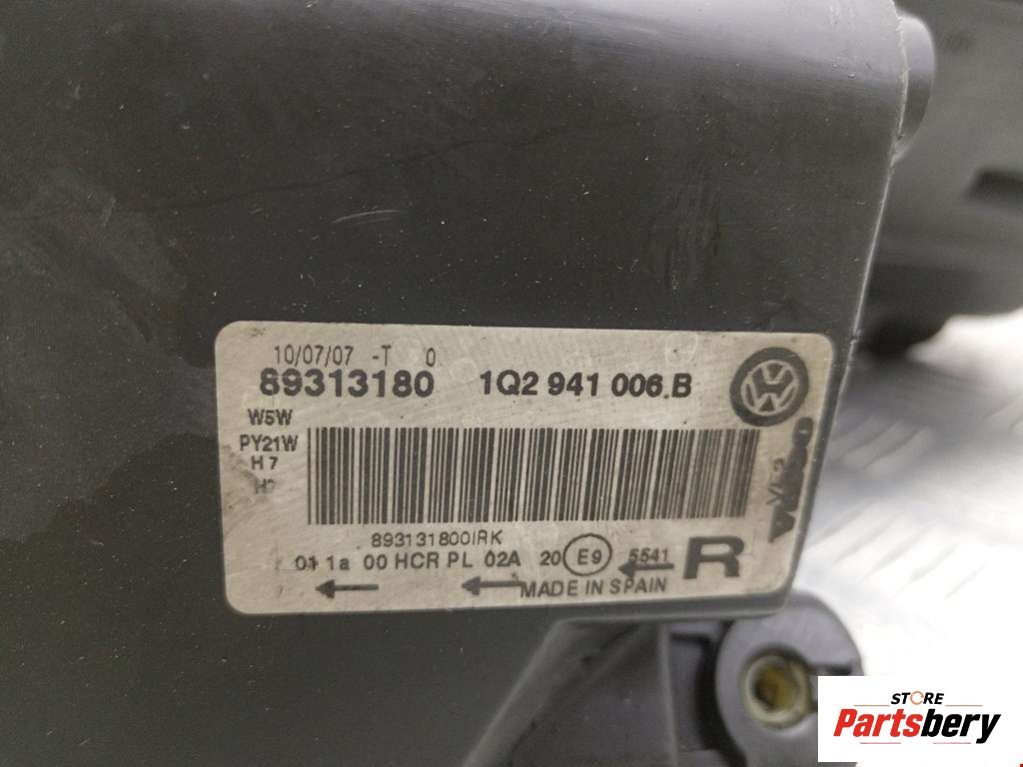 10/07/07 -T 0
89313180 1Q2 941 006.B
W5W
PY21W
H7
893131800IRK
01 1a 00 HCR PL 02A 20 E9 5541 R
MADE IN SPAIN
Valeo
STORE
Partsbery